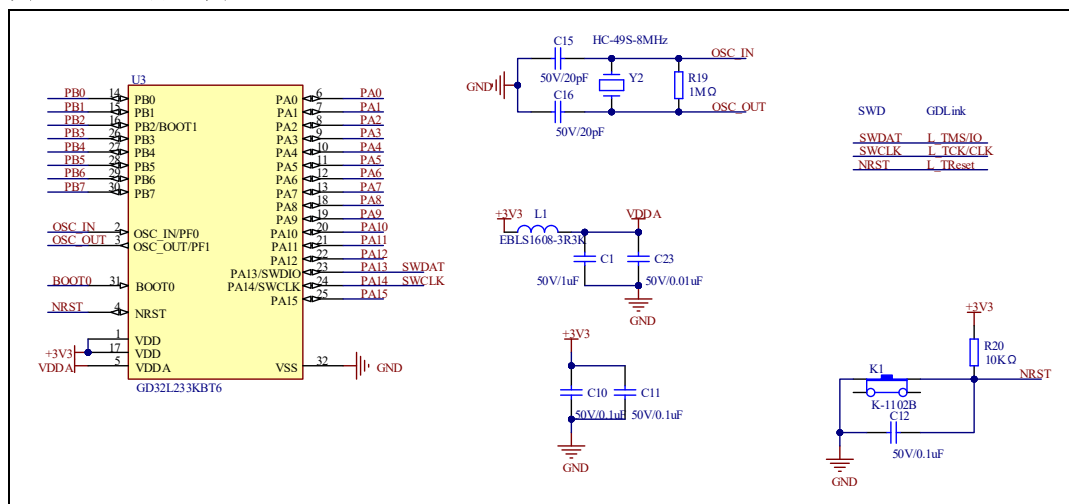 U3
PB0 14 PB0 PA0 6 PA0
PB1 15 PB1 PA1 7 PA1
PB2 16 PB2/BOOT1 PA2 8 PA2
PB3 26 PB3 PA3 9 PA3
PB4 27 PB4 PA4 10 PA4
PB5 28 PB5 PA5 11 PA5
PB6 29 PB6 PA6 12 PA6
PB7 30 PB7 PA7 13 PA7
PA8 18 PA8
PA9 19 PA9
OSC_IN 2 OSC_IN/PF0 PA10 20 PA10
OSC_OUT 3 OSC_OUT/PF1 PA11 21 PA11
PA12 22 PA12
PA13/SWDIO 23 PA13 SWDAT
BOOT0 31 BOOT0 PA14/SWCLK 24 PA14 SWCLK
PA15 25 PA15
NRST 4 NRST
1 VDD
+3V3 17 VDD
VDDA 5 VDDA VSS 32 GND
GD32L233KBT6
C15 HC-49S-8MHz
OSC_IN
50V/20pF Y2 R19
GND 1MΩ
C16
OSC_OUT
50V/20pF
SWD GDLink
SWDAT L_TMS/IO
SWCLK L_TCK/CLK
NRST L_TReset
+3V3 L1 VDDA
EBLS1608-3R3K
C1 C23
50V/1uF 50V/0.01uF
GND
+3V3
C10 C11
50V/0.1uF 50V/0.1uF
GND
+3V3
R20
10KΩ
K1 NRST
K-1102B
C12
50V/0.1uF
GND